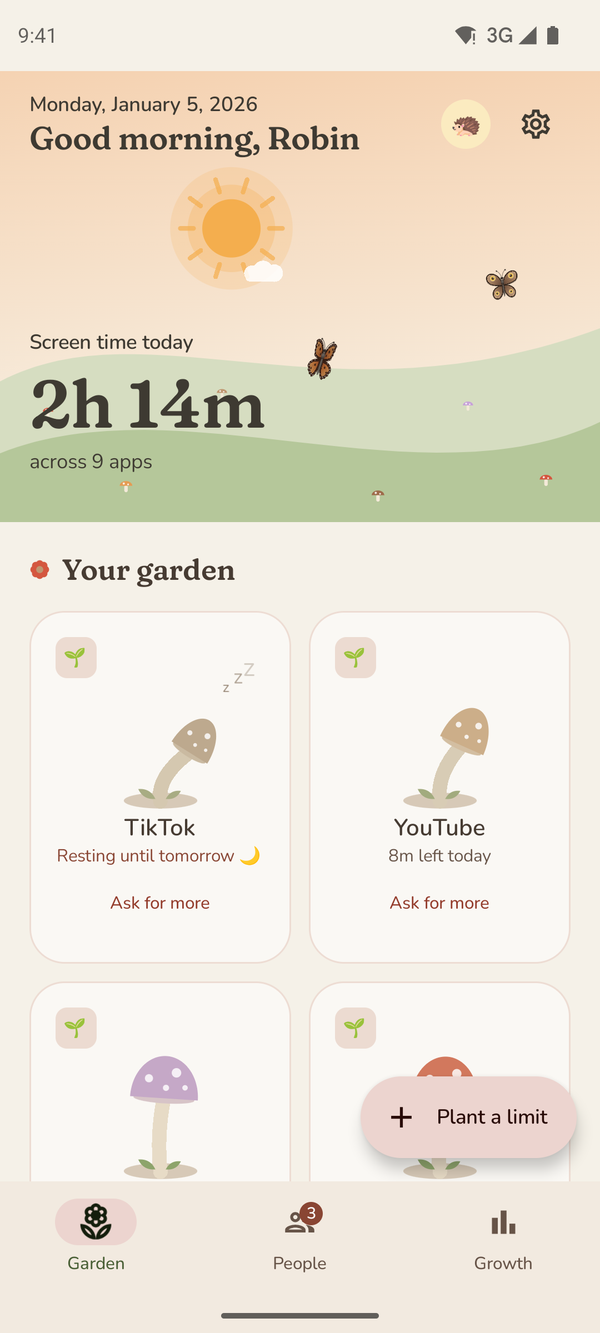 9:41
3G
Monday, January 5, 2026
Good morning, Robin
Screen time today
2h 14m
across 9 apps
Your garden
z z Z
TikTok
Resting until tomorrow 🌙
Ask for more
YouTube
8m left today
Ask for more
Plant a limit
3
Garden
People
Growth